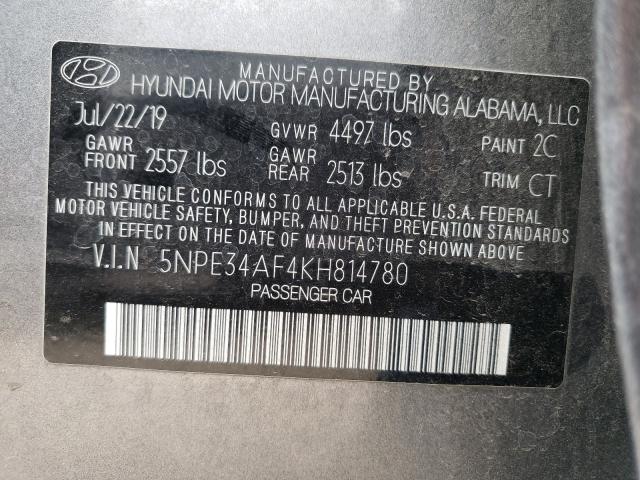 MANUFACTURED BY
HYUNDAI MOTOR MANUFACTURING ALABAMA, LLC
Jul/22/19 GVWR 4497 lbs PAINT 2C
GAWR FRONT 2557 lbs GAWR REAR 2513 lbs TRIM CT
THIS VEHICLE CONFORMS TO ALL APPLICABLE U.S.A. FEDERAL
MOTOR VEHICLE SAFETY, BUMPER, AND THEFT PREVENTION STANDARDS
IN EFFECT ON THE DATE OF MANUFACTURE SHOWN ABOVE.
V.I.N 5NPE34AF4KH814780
PASSENGER CAR